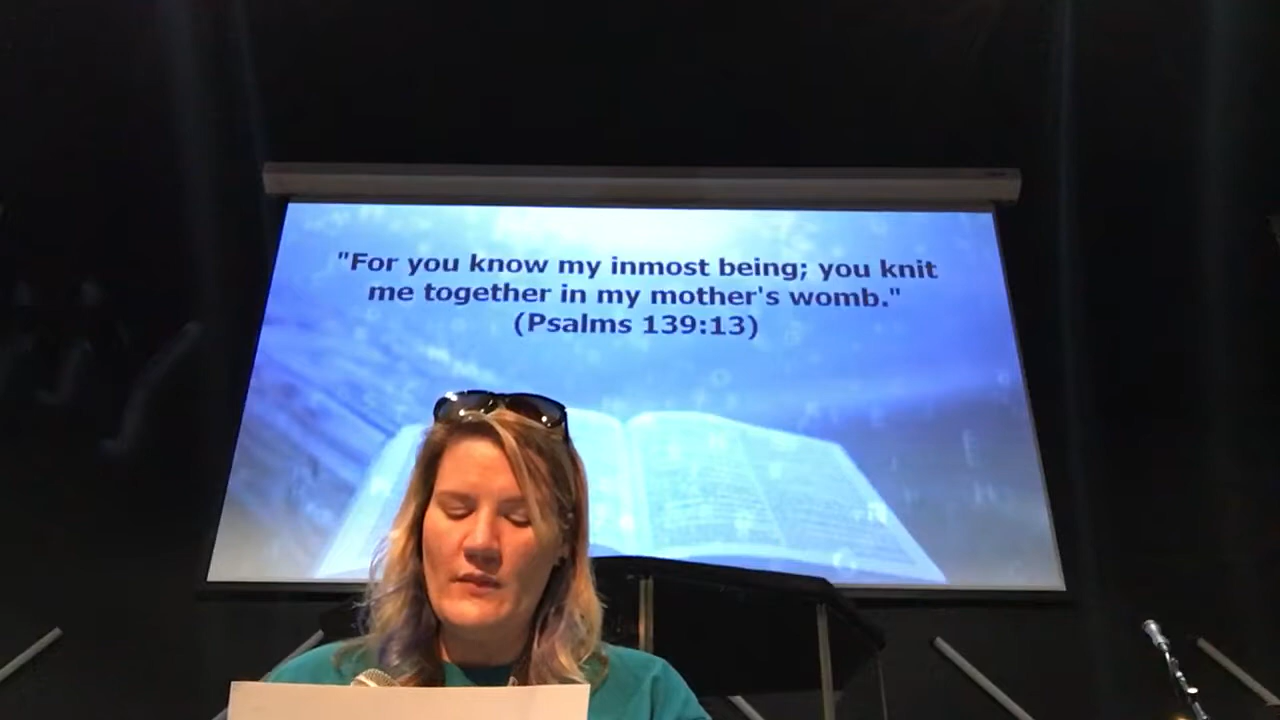 "For you know my inmost being; you knit
me together in my mother's womb."
(Psalms 139:13)